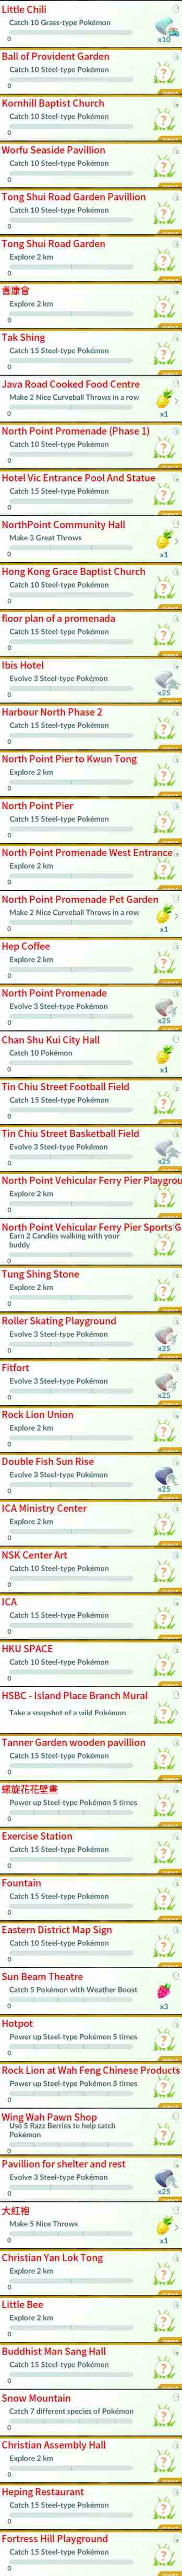 Little Chili
Catch 10 Grass-type Pokémon
0
x10
Ball of Provident Garden
Catch 10 Steel-type Pokémon
0
Kornhill Baptist Church
Catch 10 Steel-type Pokémon
0
Worfu Seaside Pavillion
Catch 10 Steel-type Pokémon
0
Tong Shui Road Garden Pavillion
Catch 10 Steel-type Pokémon
0
Tong Shui Road Garden
Explore 2 km
0
耆康會
Explore 2 km
0
Tak Shing
Catch 15 Steel-type Pokémon
0
Java Road Cooked Food Centre
Make 2 Nice Curveball Throws in a row
0
x1
North Point Promenade (Phase 1)
Catch 10 Steel-type Pokémon
0
Hotel Vic Entrance Pool And Statue
Catch 15 Steel-type Pokémon
0
NorthPoint Community Hall
Make 3 Great Throws
0
x1
Hong Kong Grace Baptist Church
Catch 10 Steel-type Pokémon
0
floor plan of a promenada
Catch 15 Steel-type Pokémon
0
Ibis Hotel
Evolve 3 Steel-type Pokémon
0
x25
Harbour North Phase 2
Catch 15 Steel-type Pokémon
0
North Point Pier to Kwun Tong
Explore 2 km
0
North Point Pier
Catch 15 Steel-type Pokémon
0
North Point Promenade West Entrance
Explore 2 km
0
North Point Promenade Pet Garden
Make 2 Nice Curveball Throws in a row
0
x1
Hep Coffee
Explore 2 km
0
North Point Promenade
Evolve 3 Steel-type Pokémon
0
x25
Chan Shu Kui City Hall
Catch 10 Pokémon
0
x1
Tin Chiu Street Football Field
Catch 15 Steel-type Pokémon
0
Tin Chiu Street Basketball Field
Evolve 3 Steel-type Pokémon
0
x25
North Point Vehicular Ferry Pier Playgrou
Explore 2 km
0
North Point Vehicular Ferry Pier Sports G
Earn 2 Candies walking with your
buddy
0
Tung Shing Stone
Explore 2 km
0
Roller Skating Playground
Evolve 3 Steel-type Pokémon
0
x25
Fitfort
Evolve 3 Steel-type Pokémon
0
x25
Rock Lion Union
Explore 2 km
0
Double Fish Sun Rise
Evolve 3 Steel-type Pokémon
0
x25
ICA Ministry Center
Explore 2 km
0
NSK Center Art
Catch 10 Steel-type Pokémon
0
ICA
Catch 15 Steel-type Pokémon
0
HKU SPACE
Catch 10 Steel-type Pokémon
0
HSBC - Island Place Branch Mural
Take a snapshot of a wild Pokémon
Tanner Garden wooden pavillion
Catch 15 Steel-type Pokémon
0
螺旋花花壁畫
Power up Steel-type Pokémon 5 times
0
Exercise Station
Catch 15 Steel-type Pokémon
0
Fountain
Catch 15 Steel-type Pokémon
0
Eastern District Map Sign
Catch 10 Steel-type Pokémon
0
Sun Beam Theatre
Catch 5 Pokémon with Weather Boost
0
x3
Hotpot
Power up Steel-type Pokémon 5 times
0
Rock Lion at Wah Feng Chinese Products
Power up Steel-type Pokémon 5 times
0
Wing Wah Pawn Shop
Use 5 Razz Berries to help catch
Pokémon
0
Pavillion for shelter and rest
Evolve 3 Steel-type Pokémon
0
x25
大紅袍
Make 5 Nice Throws
0
x1
Christian Yan Lok Tong
Explore 2 km
0
Little Bee
Explore 2 km
0
Buddhist Man Sang Hall
Catch 15 Steel-type Pokémon
0
Snow Mountain
Catch 7 different species of Pokémon
0
Christian Assembly Hall
Explore 2 km
0
Heping Restaurant
Catch 15 Steel-type Pokémon
0
Fortress Hill Playground
Catch 15 Steel-type Pokémon
0